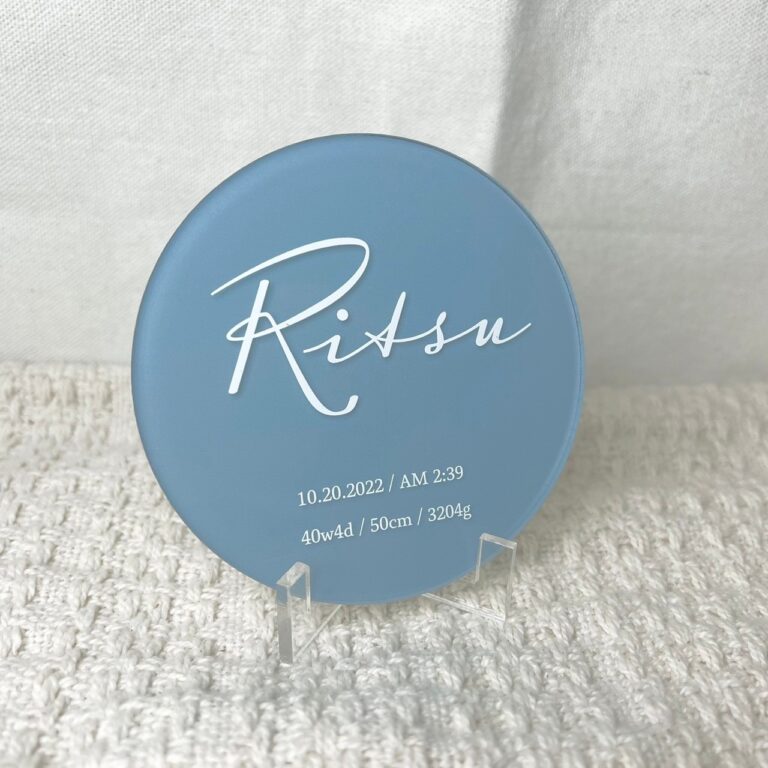 Ritsu
10.20.2022 / AM 2:39
40w4d / 50cm / 3204g